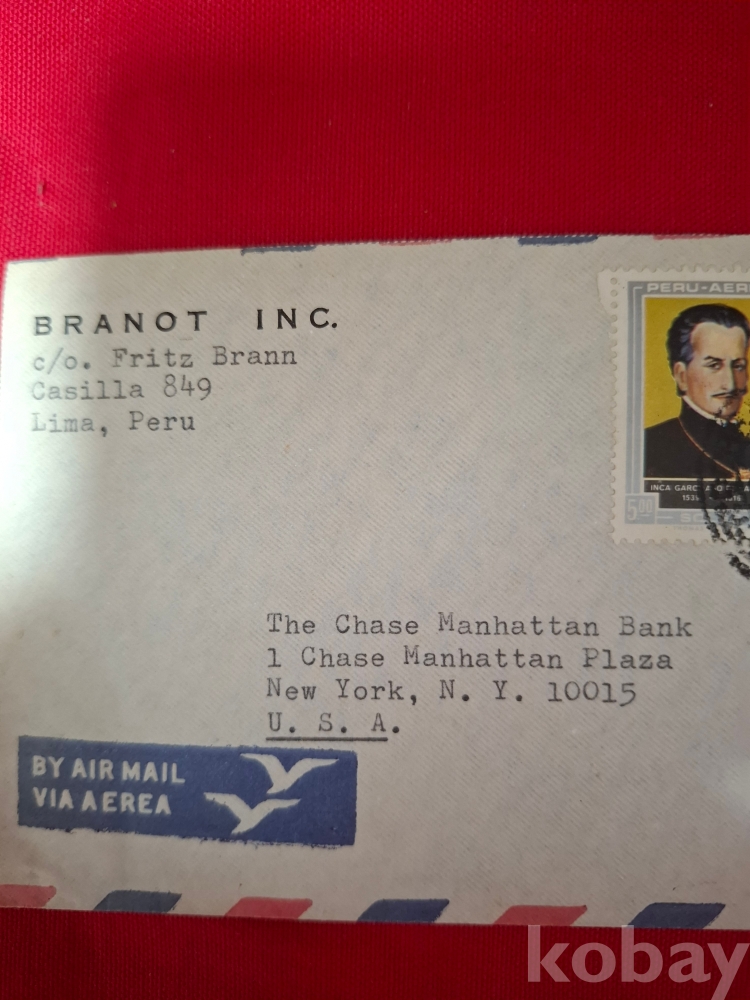 BRANOT INC.
c/o. Fritz Brann
Casilla 849
Lima, Peru
PERU-AER
INCA
5.00
The Chase Manhattan Bank
1 Chase Manhattan Plaza
New York, N. Y. 10015
U. S. A.
BY AIR MAIL
VIA AEREA
kobay